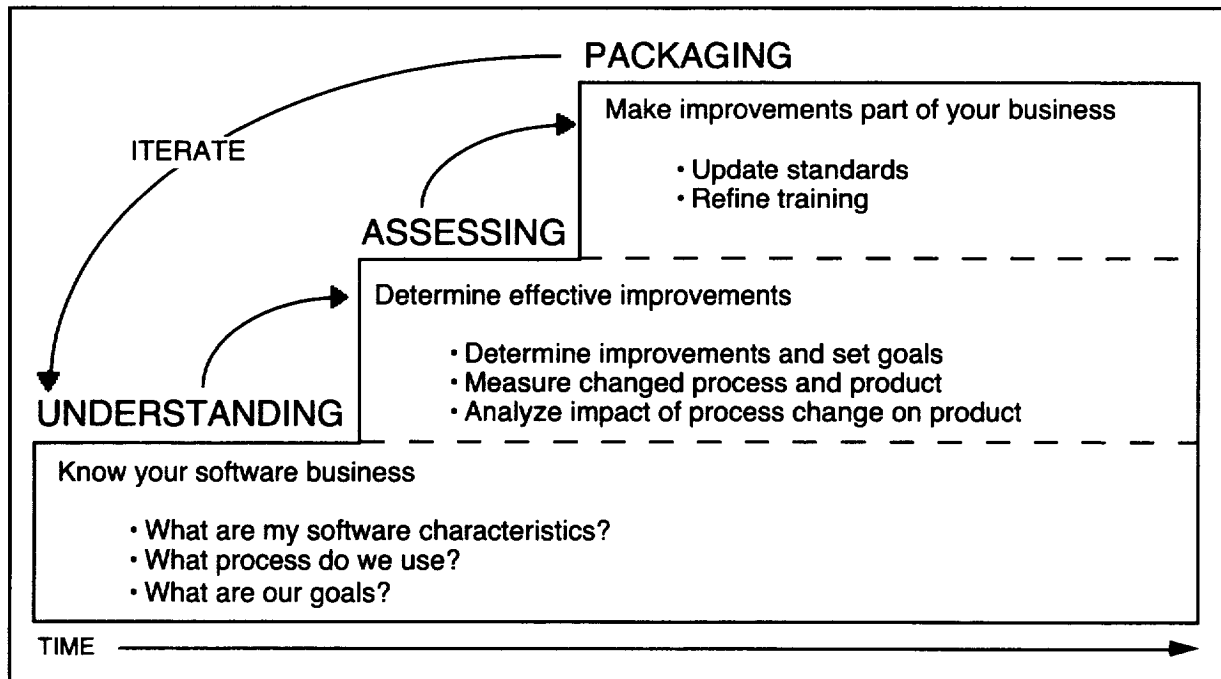 PACKAGING
Make improvements part of your business
• Update standards
• Refine training
ITERATE
ASSESSING
Determine effective improvements
• Determine improvements and set goals
• Measure changed process and product
• Analyze impact of process change on product
UNDERSTANDING
Know your software business
• What are my software characteristics?
• What process do we use?
• What are our goals?
TIME